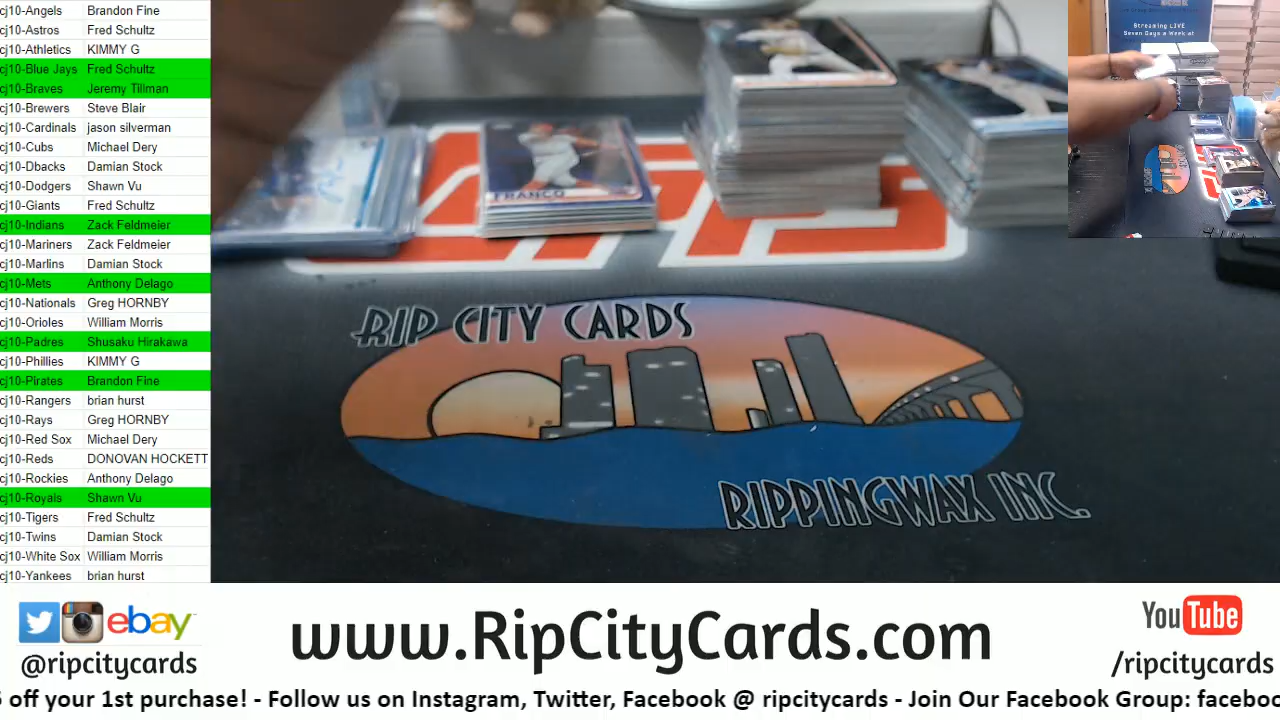 cj10-Angels Brandon Fine
cj10-Astros Fred Schultz
cj10-Athletics KIMMY G
cj10-Blue Jays Fred Schultz
cj10-Braves Jeremy Tillman
cj10-Brewers Steve Blair
cj10-Cardinals jason silverman
cj10-Cubs Michael Dery
cj10-Dbacks Damian Stock
cj10-Dodgers Shawn Vu
cj10-Giants Fred Schultz
cj10-Indians Zack Feldmeier
cj10-Mariners Zack Feldmeier
cj10-Marlins Damian Stock
cj10-Mets Anthony Delago
cj10-Nationals Greg HORNBY
cj10-Orioles William Morris
cj10-Padres Shusaku Hirakawa
cj10-Phillies KIMMY G
cj10-Pirates Brandon Fine
cj10-Rangers brian hurst
cj10-Rays Greg HORNBY
cj10-Red Sox Michael Dery
cj10-Reds DONOVAN HOCKETT
cj10-Rockies Anthony Delago
cj10-Royals Shawn Vu
cj10-Tigers Fred Schultz
cj10-Twins Damian Stock
cj10-White Sox William Morris
cj10-Yankees brian hurst
Streaming LIVE
Seven Days a Week at
FRANCO
RIP CITY CARDS
RIPPINGWAX INC.
ebay
@ripcitycards
www.RipCityCards.com
YouTube
/ripcitycards
off your 1st purchase! - Follow us on Instagram, Twitter, Facebook @ ripcitycards - Join Our Facebook Group: faceboo